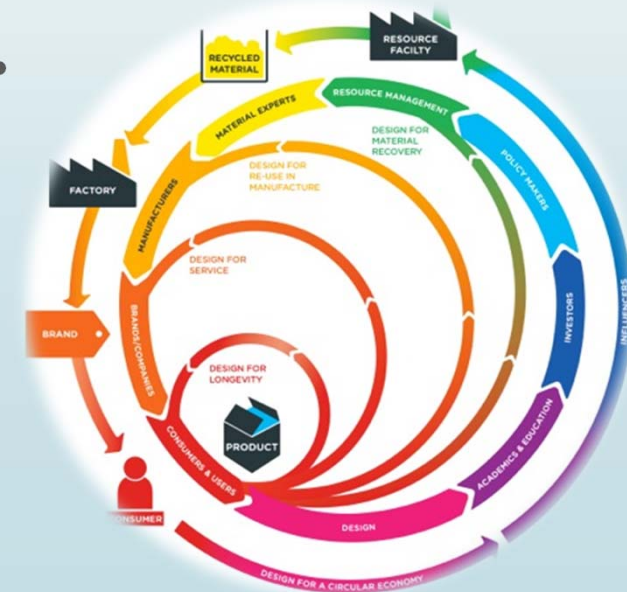 RESOURCE
FACILTY
RECYCLED
MATERIAL
MATERIAL EXPERTS
RESOURCE MANAGEMENT
DESIGN FOR
MATERIAL
RECOVERY
POLICY MAKERS
DESIGN FOR
RE-USE IN
MANUFACTURE
FACTORY
MANUFACTURERS
DESIGN FOR
SERVICE
INVESTORS
INFLUENCERS
BRAND
BRANDS/COMPANIES
DESIGN FOR
LONGEVITY
PRODUCT
CONSUMERS & USERS
ACADEMICS & EDUCATION
CONSUMER
DESIGN
DESIGN FOR A CIRCULAR ECONOMY